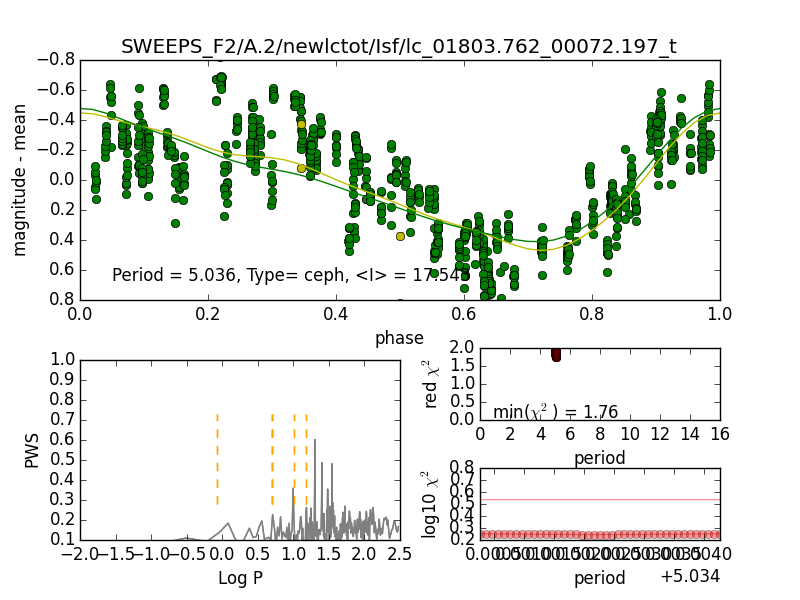 SWEEPS_F2/A.2/newlctot/Isf/lc_01803.762_00072.197_t
magnitude - mean
−0.8
−0.6
−0.4
−0.2
0.0
0.2
0.4
0.6
0.8
Period = 5.036, Type= ceph, <I> = 17.548
0.0 0.2 0.4 0.6 0.8 1.0
phase
PWS
1.0
0.9
0.8
0.7
0.6
0.5
0.4
0.3
0.2
0.1
−2.0 −1.5 −1.0 −0.5 0.0 0.5 1.0 1.5 2.0 2.5
Log P
red χ²
2.0
1.5
1.0
0.5
0.0
min(χ²) = 1.76
0 2 4 6 8 10 12 14 16
period
log10 χ²
0.8
0.7
0.6
0.5
0.4
0.3
0.2
period
+5.034